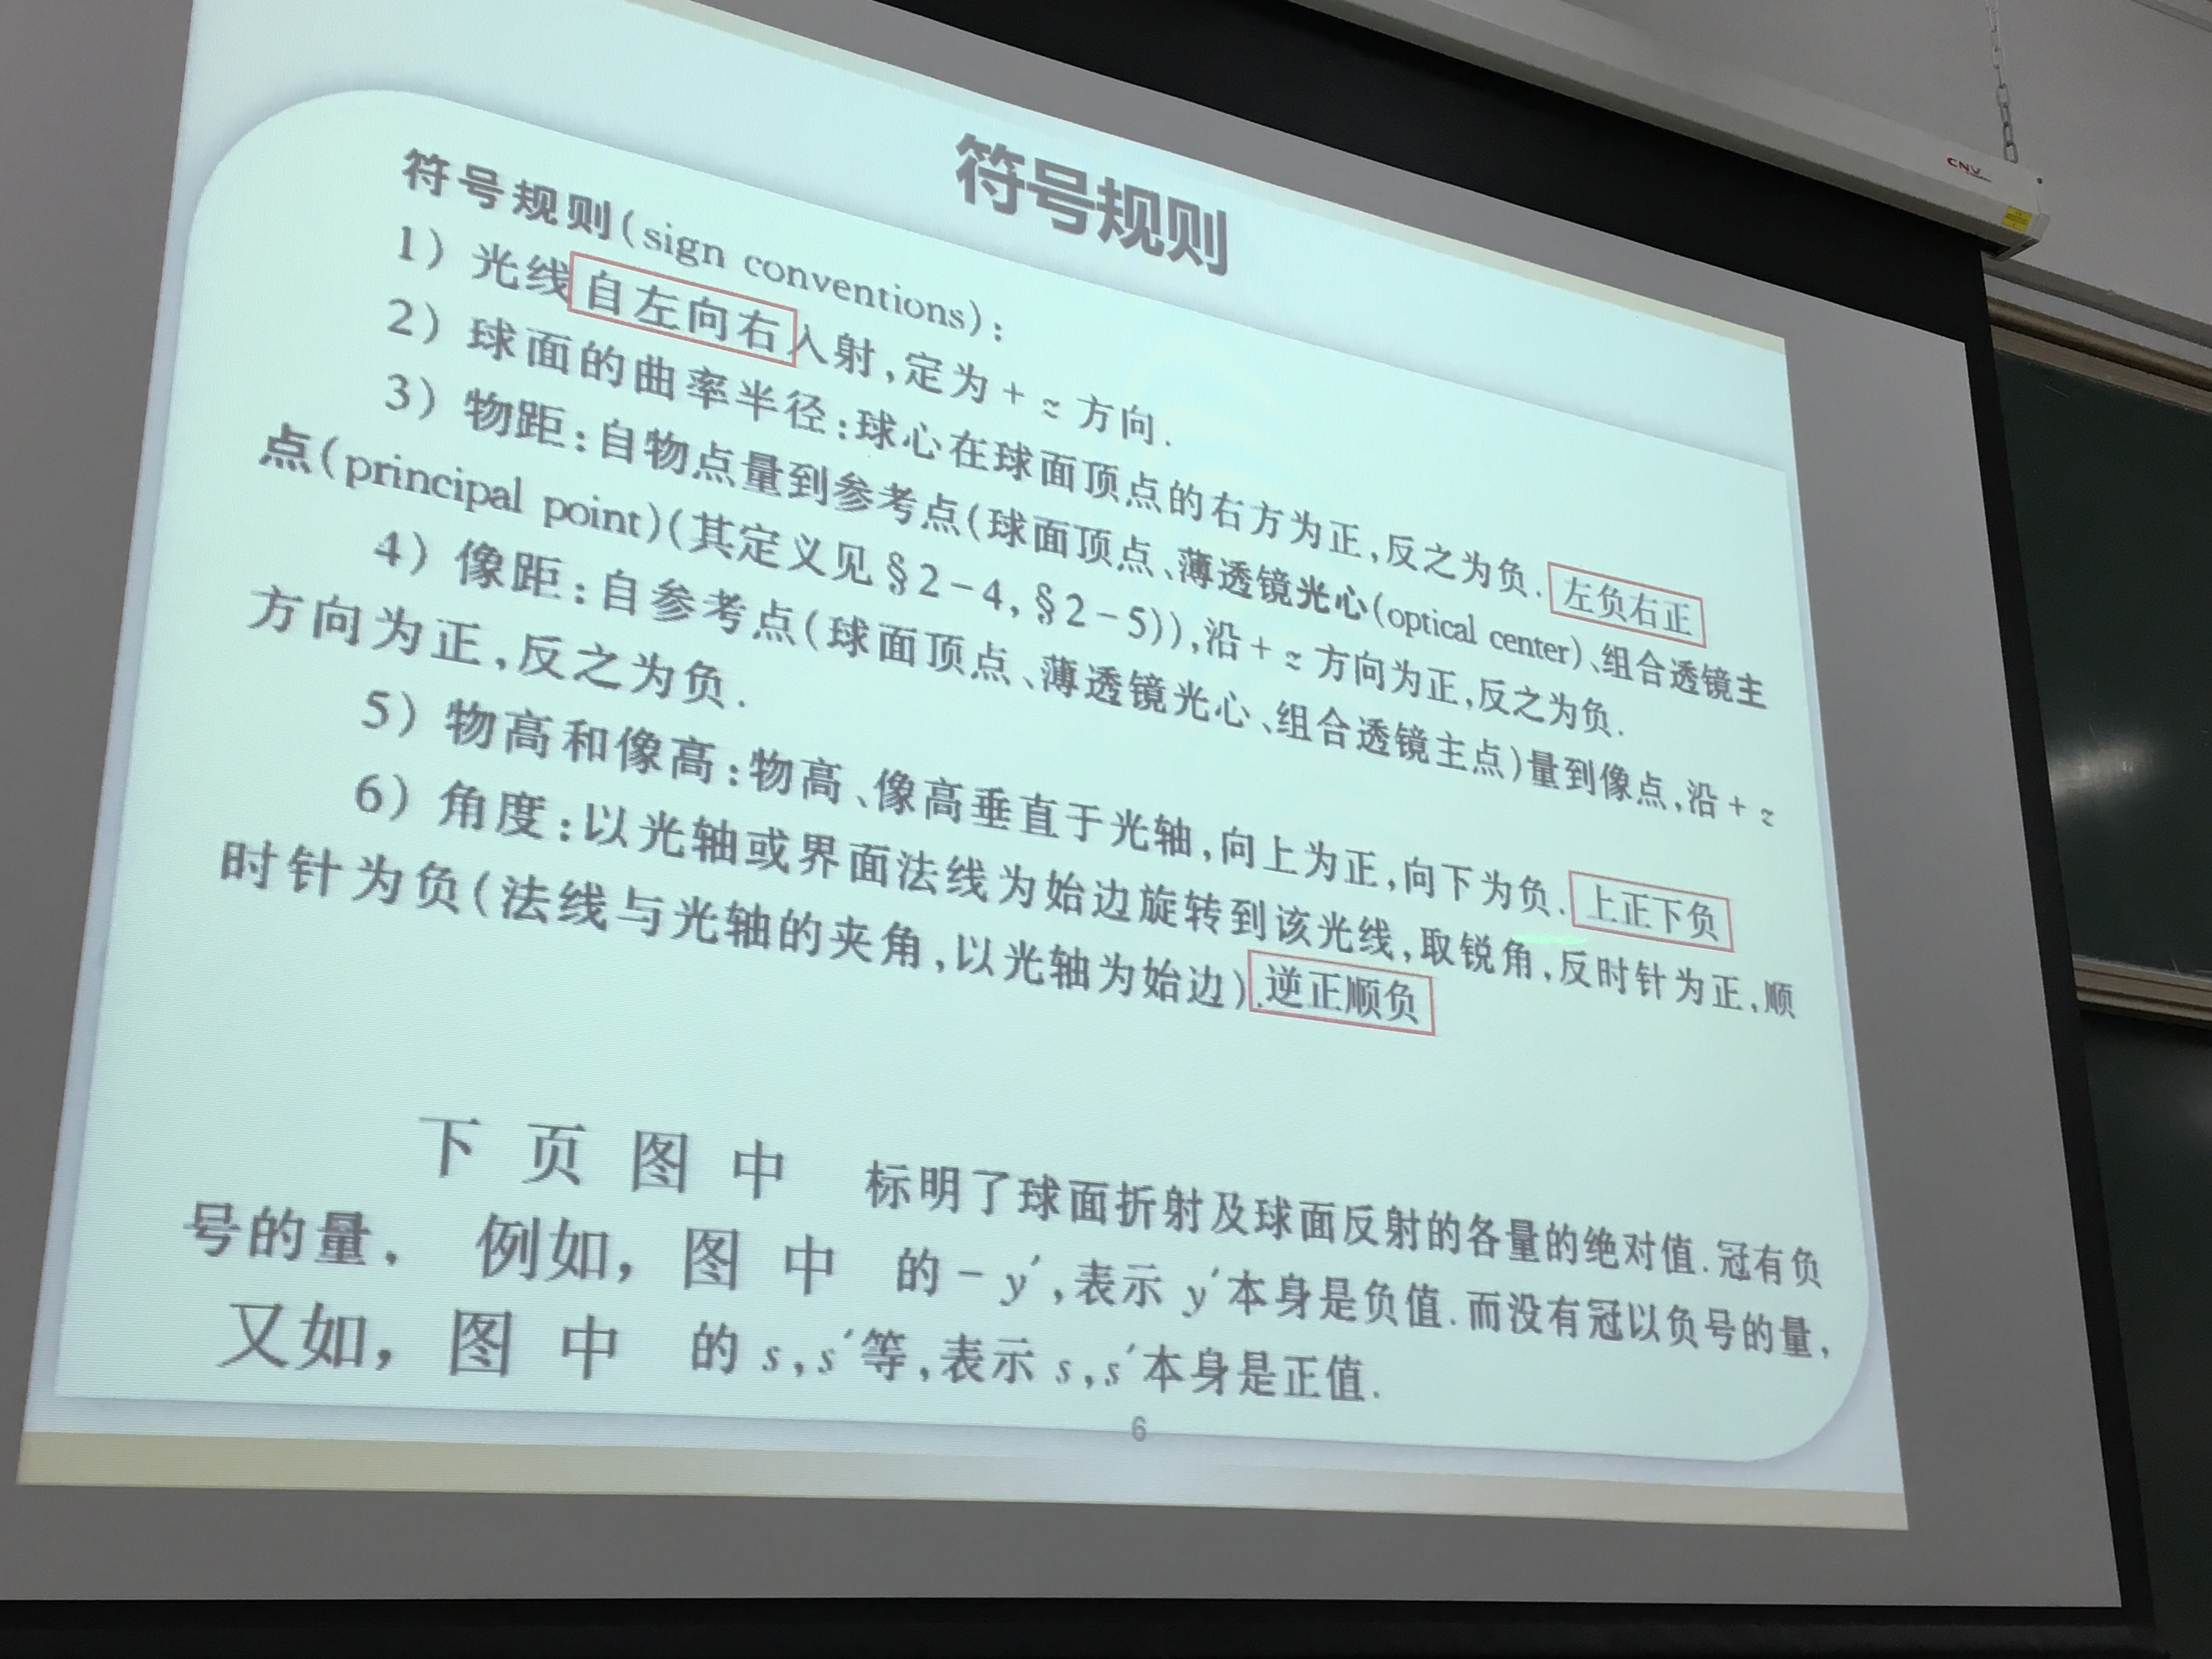 符号规则
符号规则(sign conventions):
1) 光线自左向右入射,定为+z方向.
2) 球面的曲率半径:球心在球面顶点的右方为正,反之为负. 左负右正
3) 物距:自物点量到参考点(球面顶点、薄透镜光心(optical center)、组合透镜主
点(principal point)(其定义见§2-4,§2-5)),沿+z方向为正,反之为负.
4) 像距:自参考点(球面顶点、薄透镜光心、组合透镜主点)量到像点,沿+z
方向为正,反之为负.
5) 物高和像高:物高、像高垂直于光轴,向上为正,向下为负. 上正下负
6) 角度:以光轴或界面法线为始边旋转到该光线,取锐角,反时针为正,顺
时针为负(法线与光轴的夹角,以光轴为始边). 逆正顺负
下页图中 标明了球面折射及球面反射的各量的绝对值.冠有负
号的量, 例如,图中 的-y′,表示y′本身是负值.而没有冠以负号的量,
又如,图中 的s,s′等,表示s,s′本身是正值.
6
CNV